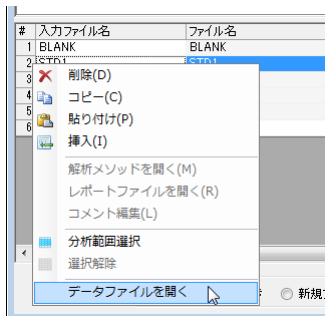 # 入力ファイル名 ファイル名
1 BLANK BLANK
2 STD1 STD1
3 削除(D)
4 コピー(C)
5 貼り付け(P)
6 挿入(I)
解析メソッドを開く(M)
レポートファイルを開く(R)
コメント編集(L)
分析範囲選択
選択解除
データファイルを開く
新規